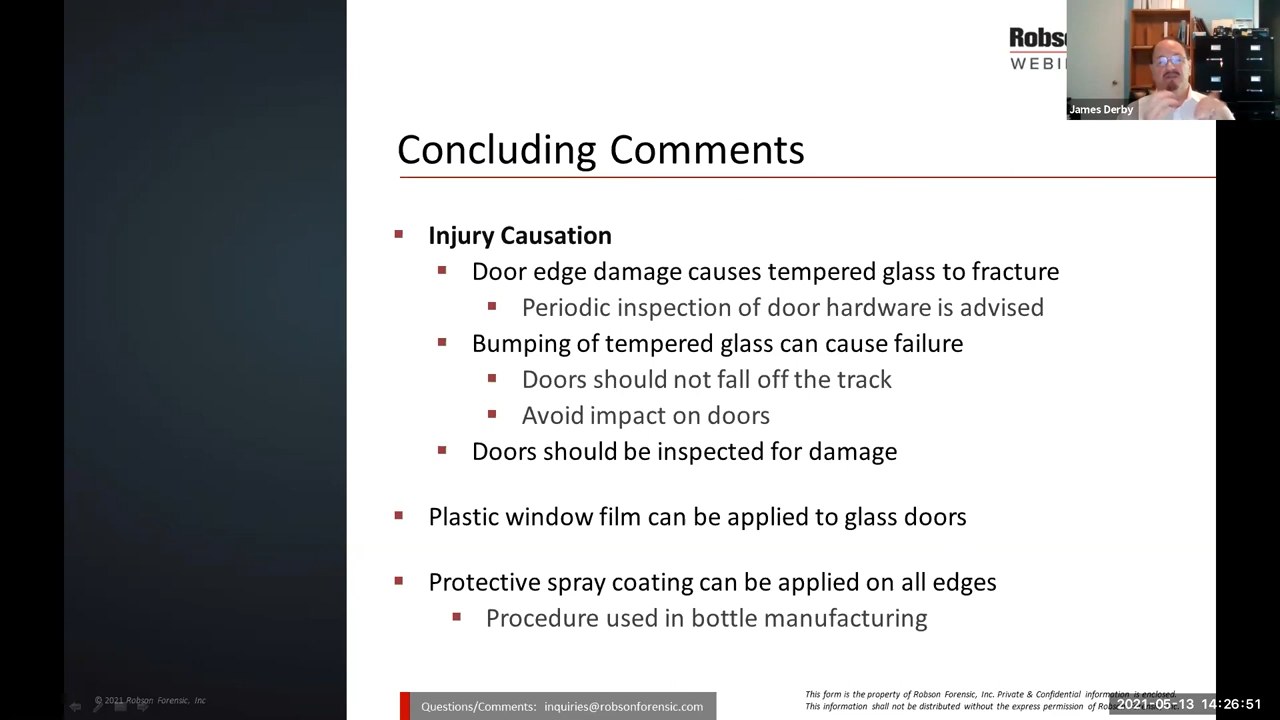 Robs
WEBI
James Derby
Concluding Comments
Injury Causation
Door edge damage causes tempered glass to fracture
Periodic inspection of door hardware is advised
Bumping of tempered glass can cause failure
Doors should not fall off the track
Avoid impact on doors
Doors should be inspected for damage
Plastic window film can be applied to glass doors
Protective spray coating can be applied on all edges
Procedure used in bottle manufacturing
© 2021 Robson Forensic, Inc
Questions/Comments: inquiries@robsonforensic.com
This form is the property of Robson Forensic, Inc. Private & Confidential information is enclosed.
This information shall not be distributed without the express permission of
2021-05-13 14:26:51